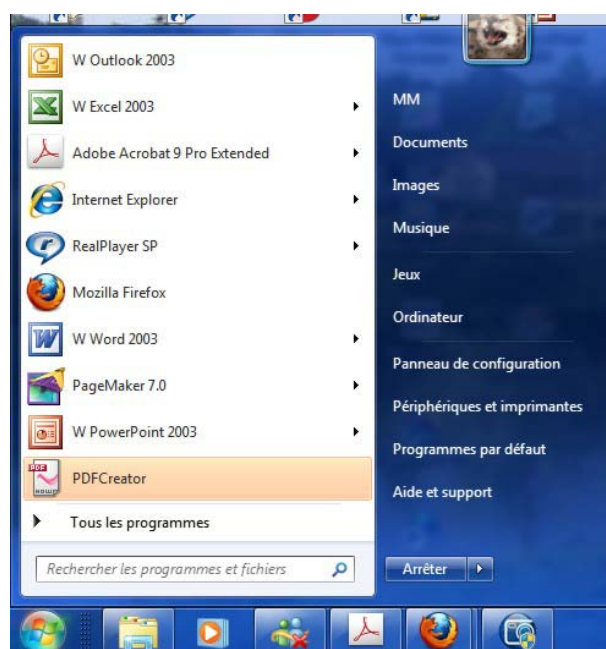 W Outlook 2003
W Excel 2003
Adobe Acrobat 9 Pro Extended
Internet Explorer
RealPlayer SP
Mozilla Firefox
W Word 2003
PageMaker 7.0
W PowerPoint 2003
PDF
PDFCreator
Tous les programmes
Rechercher les programmes et fichiers
MM
Documents
Images
Musique
Jeux
Ordinateur
Panneau de configuration
Périphériques et imprimantes
Programmes par défaut
Aide et support
Arrêter